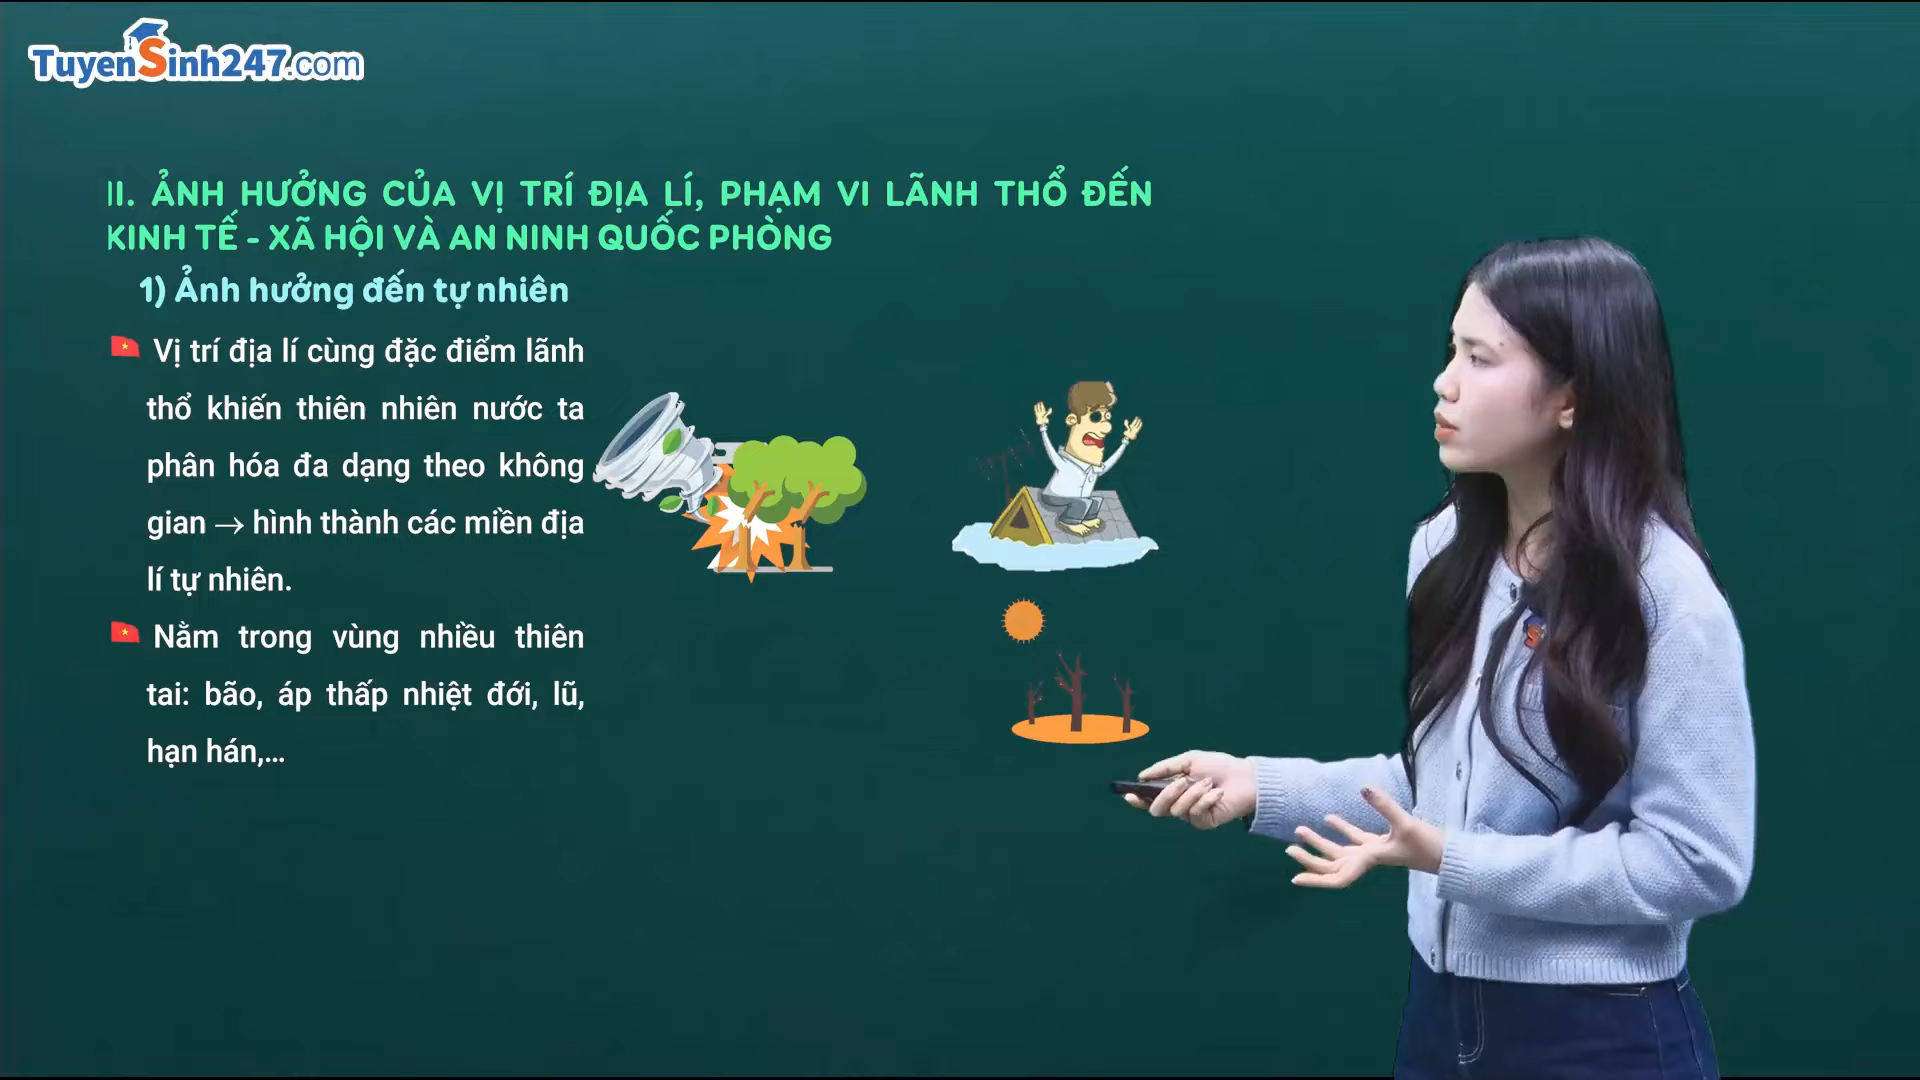 TuyenSinh247.com
II. ẢNH HƯỞNG CỦA VỊ TRÍ ĐỊA LÍ, PHẠM VI LÃNH THỔ ĐẾN
KINH TẾ - XÃ HỘI VÀ AN NINH QUỐC PHÒNG
1) Ảnh hưởng đến tự nhiên
Vị trí địa lí cùng đặc điểm lãnh
thổ khiến thiên nhiên nước ta
phân hóa đa dạng theo không
gian → hình thành các miền địa
lí tự nhiên.
Nằm trong vùng nhiều thiên
tai: bão, áp thấp nhiệt đới, lũ,
hạn hán,...